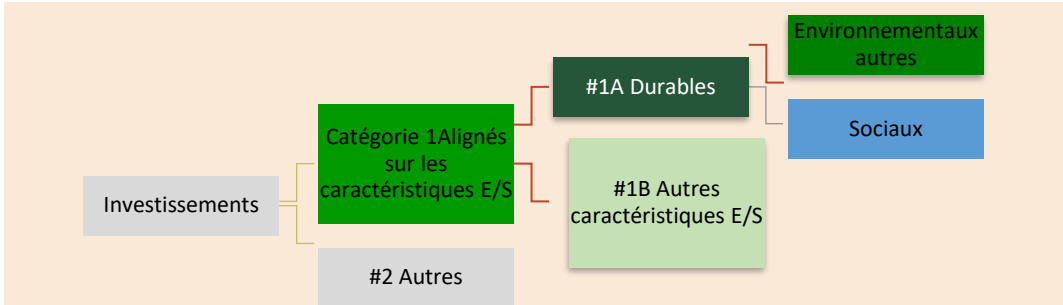 Investissements
Catégorie 1Alignés
sur les
caractéristiques E/S
#2 Autres
#1A Durables
#1B Autres
caractéristiques E/S
Environnementaux
autres
Sociaux